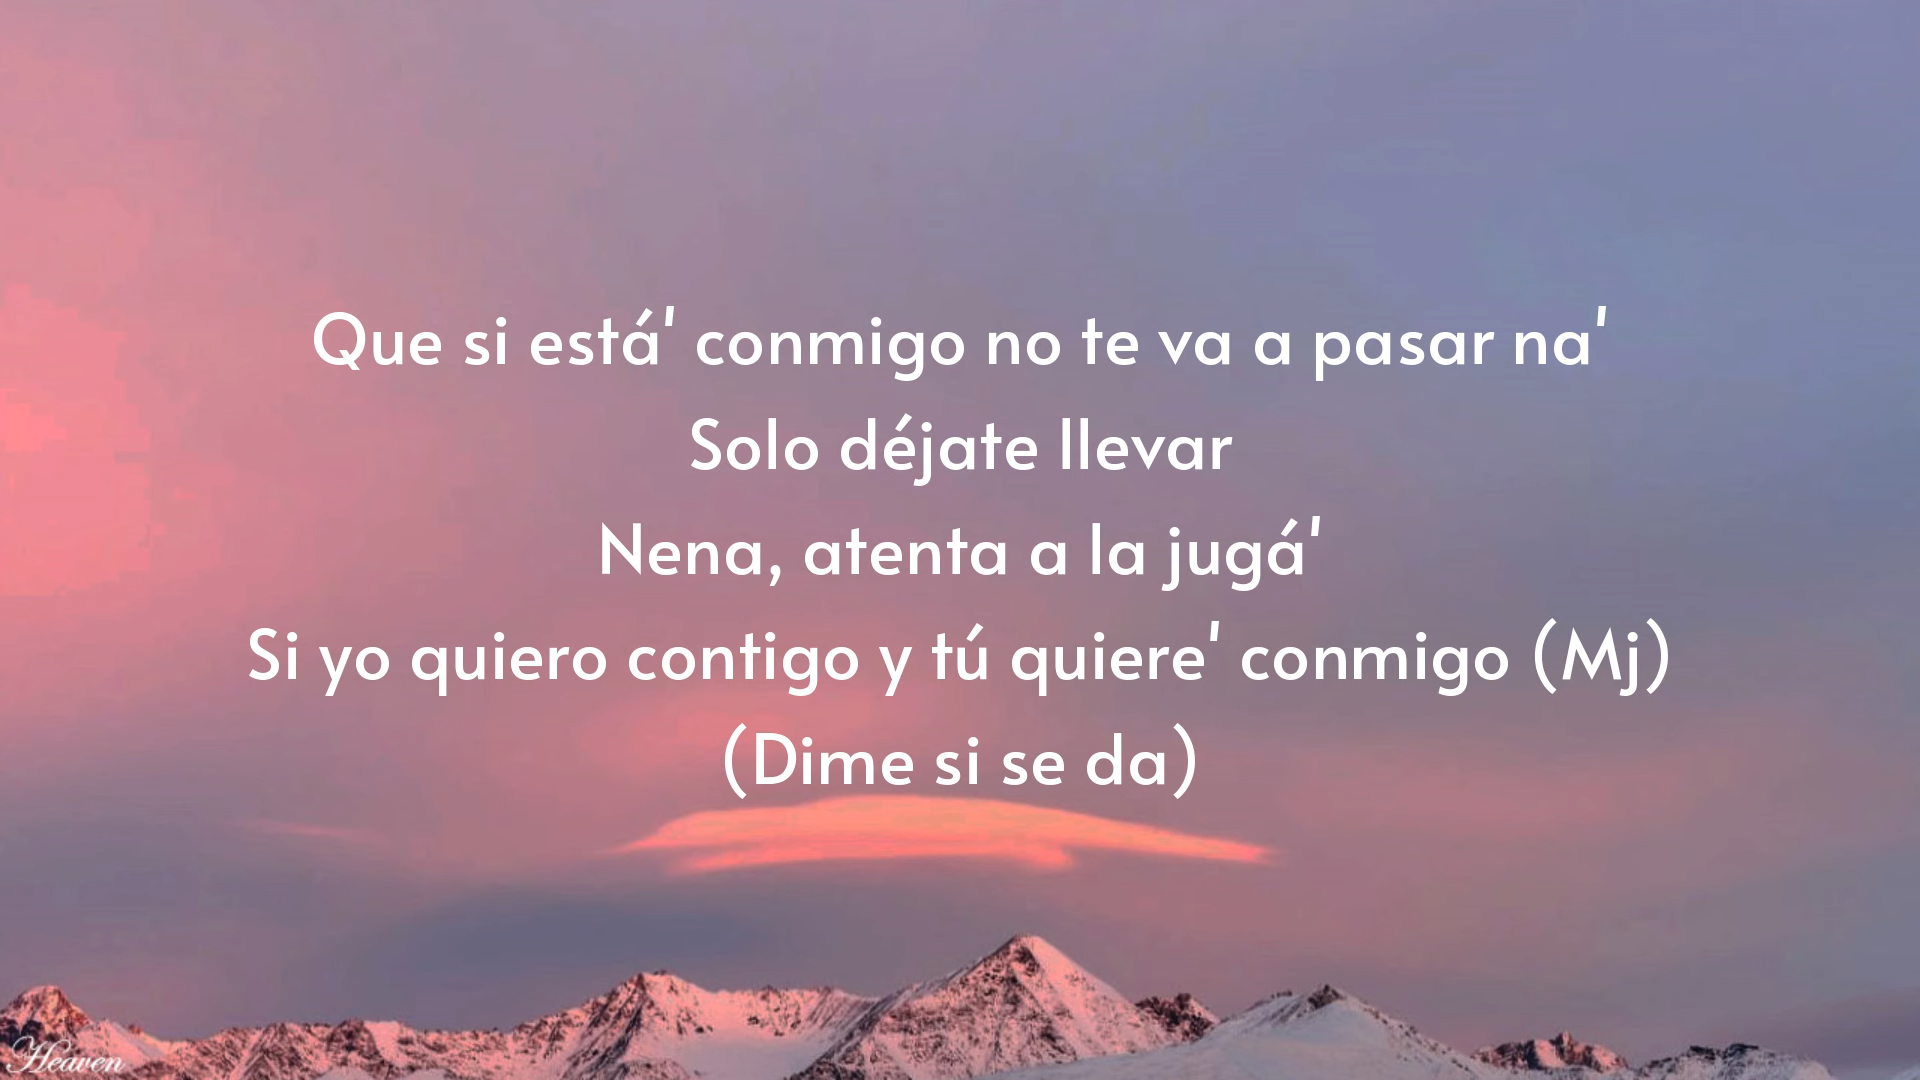 Que si está' conmigo no te va a pasar na'
Solo déjate llevar
Nena, atenta a la jugá'
Si yo quiero contigo y tú quiere' conmigo (Mj)
(Dime si se da)
Heaven